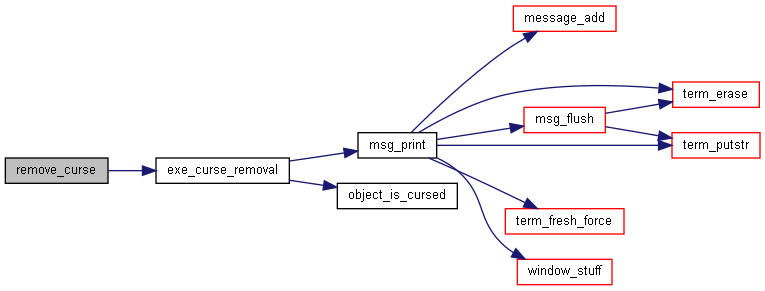 remove_curse
exe_curse_removal
msg_print
object_is_cursed
message_add
msg_flush
term_erase
term_putstr
term_fresh_force
window_stuff